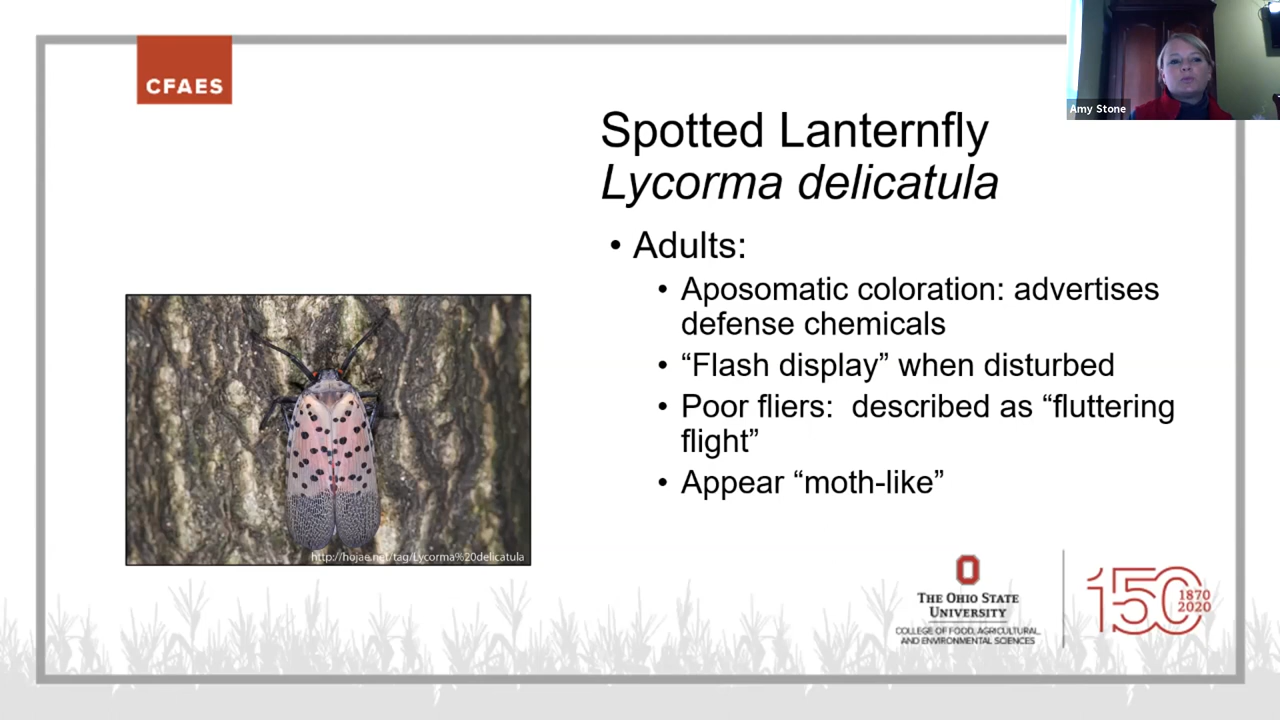 CFAES
Amy Stone
Spotted Lanternfly
Lycorma delicatula
• Adults:
• Aposomatic coloration: advertises
defense chemicals
• “Flash display” when disturbed
• Poor fliers:  described as “fluttering
flight”
• Appear “moth-like”
http://hojae.net/tag/Lycorma%20delicatula
THE OHIO STATE
UNIVERSITY
COLLEGE OF FOOD, AGRICULTURAL,
AND ENVIRONMENTAL SCIENCES
150
1870
2020